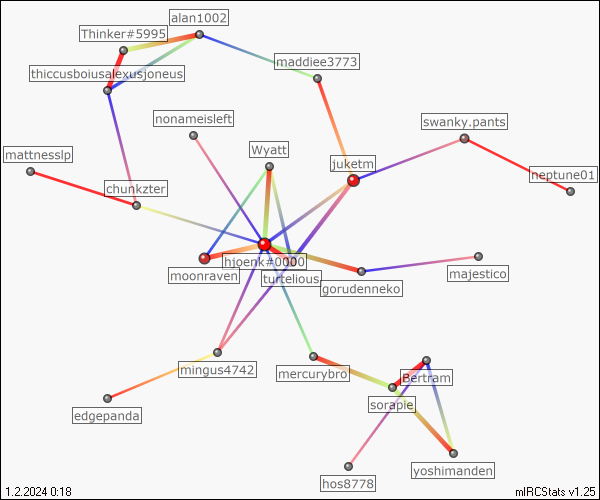 alan1002
Thinker#5995
maddiee3773
thiccusboiusalexusjoneus
nonameisleft
swanky.pants
Wyatt
mattnesslp
juketm
neptune01
chunkzter
hjoenk#0000
moonraven
turtelious
majestico
gorudenneko
mingus4742
mercurybro
Bertram
sorapie
edgepanda
yoshimanden
hos8778
1.2.2024 0:18
mIRCStats v1.25